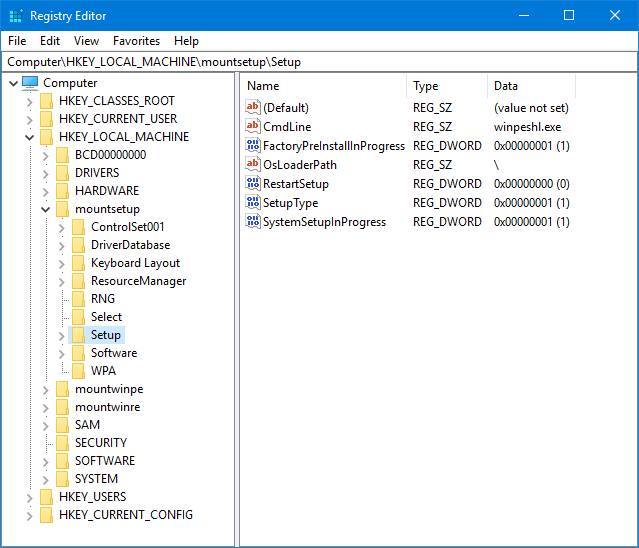 Registry Editor
File Edit View Favorites Help
Computer\HKEY_LOCAL_MACHINE\mountsetup\Setup
Computer
HKEY_CLASSES_ROOT
HKEY_CURRENT_USER
HKEY_LOCAL_MACHINE
BCD00000000
DRIVERS
HARDWARE
mountsetup
ControlSet001
DriverDatabase
Keyboard Layout
ResourceManager
RNG
Select
Setup
Software
WPA
mountwinpe
mountwinre
SAM
SECURITY
SOFTWARE
SYSTEM
HKEY_USERS
HKEY_CURRENT_CONFIG
Name Type Data
(Default) REG_SZ (value not set)
CmdLine REG_SZ winpeshl.exe
FactoryPreInstallInProgress REG_DWORD 0x00000001 (1)
OsLoaderPath REG_SZ \
RestartSetup REG_DWORD 0x00000000 (0)
SetupType REG_DWORD 0x00000001 (1)
SystemSetupInProgress REG_DWORD 0x00000001 (1)